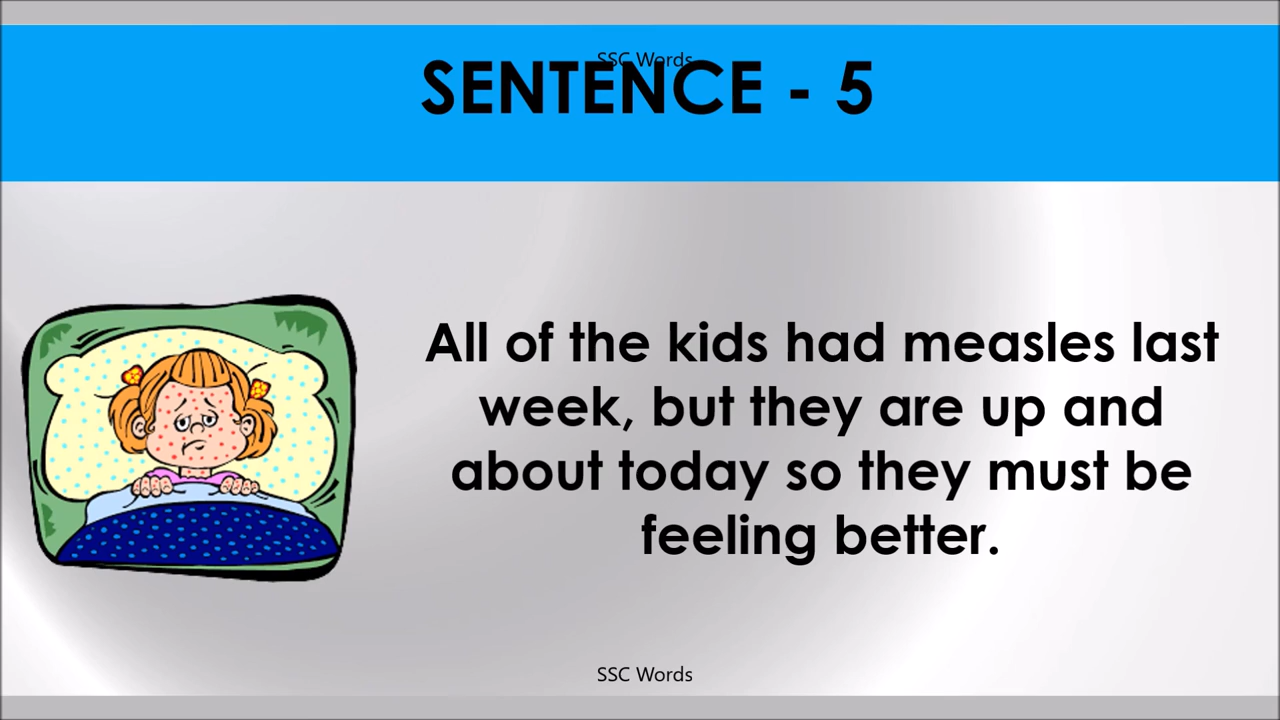 SSC Words
SENTENCE - 5
All of the kids had measles last
week, but they are up and
about today so they must be
feeling better.
SSC Words